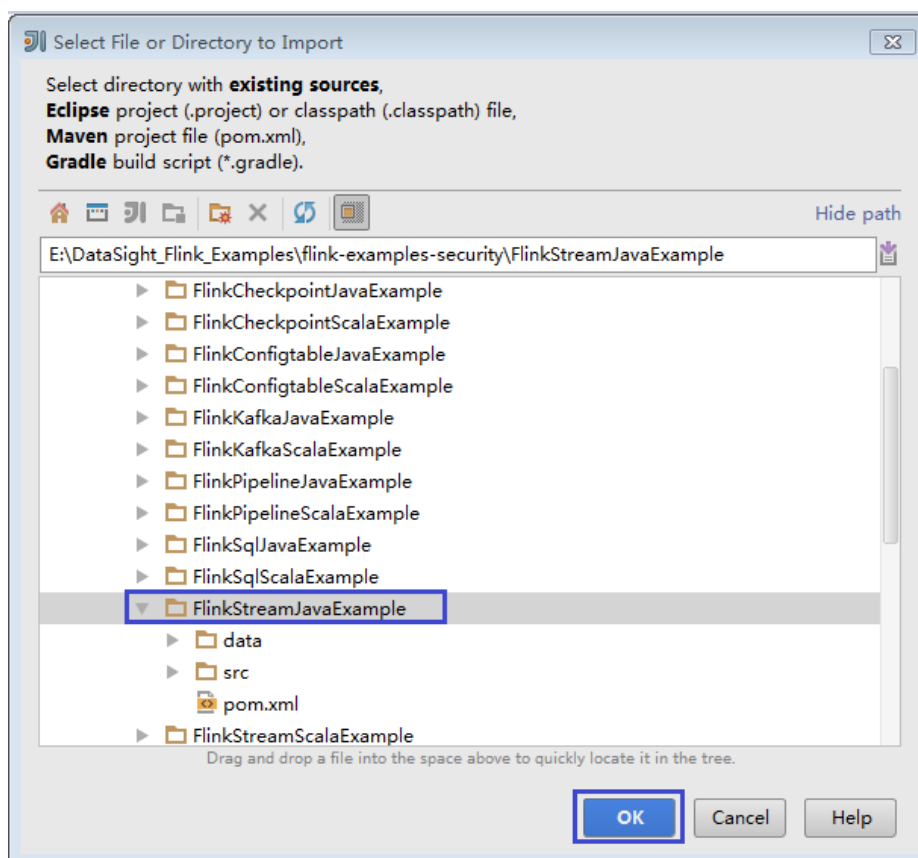 Select File or Directory to Import
Select directory with existing sources,
Eclipse project (.project) or classpath (.classpath) file,
Maven project file (pom.xml),
Gradle build script (*.gradle).
Hide path
E:\DataSight_Flink_Examples\flink-examples-security\FlinkStreamJavaExample
FlinkCheckpointJavaExample
FlinkCheckpointScalaExample
FlinkConfigtableJavaExample
FlinkConfigtableScalaExample
FlinkKafkaJavaExample
FlinkKafkaScalaExample
FlinkPipelineJavaExample
FlinkPipelineScalaExample
FlinkSqlJavaExample
FlinkSqlScalaExample
FlinkStreamJavaExample
data
src
pom.xml
FlinkStreamScalaExample
Drag and drop a file into the space above to quickly locate it in the tree.
OK Cancel Help